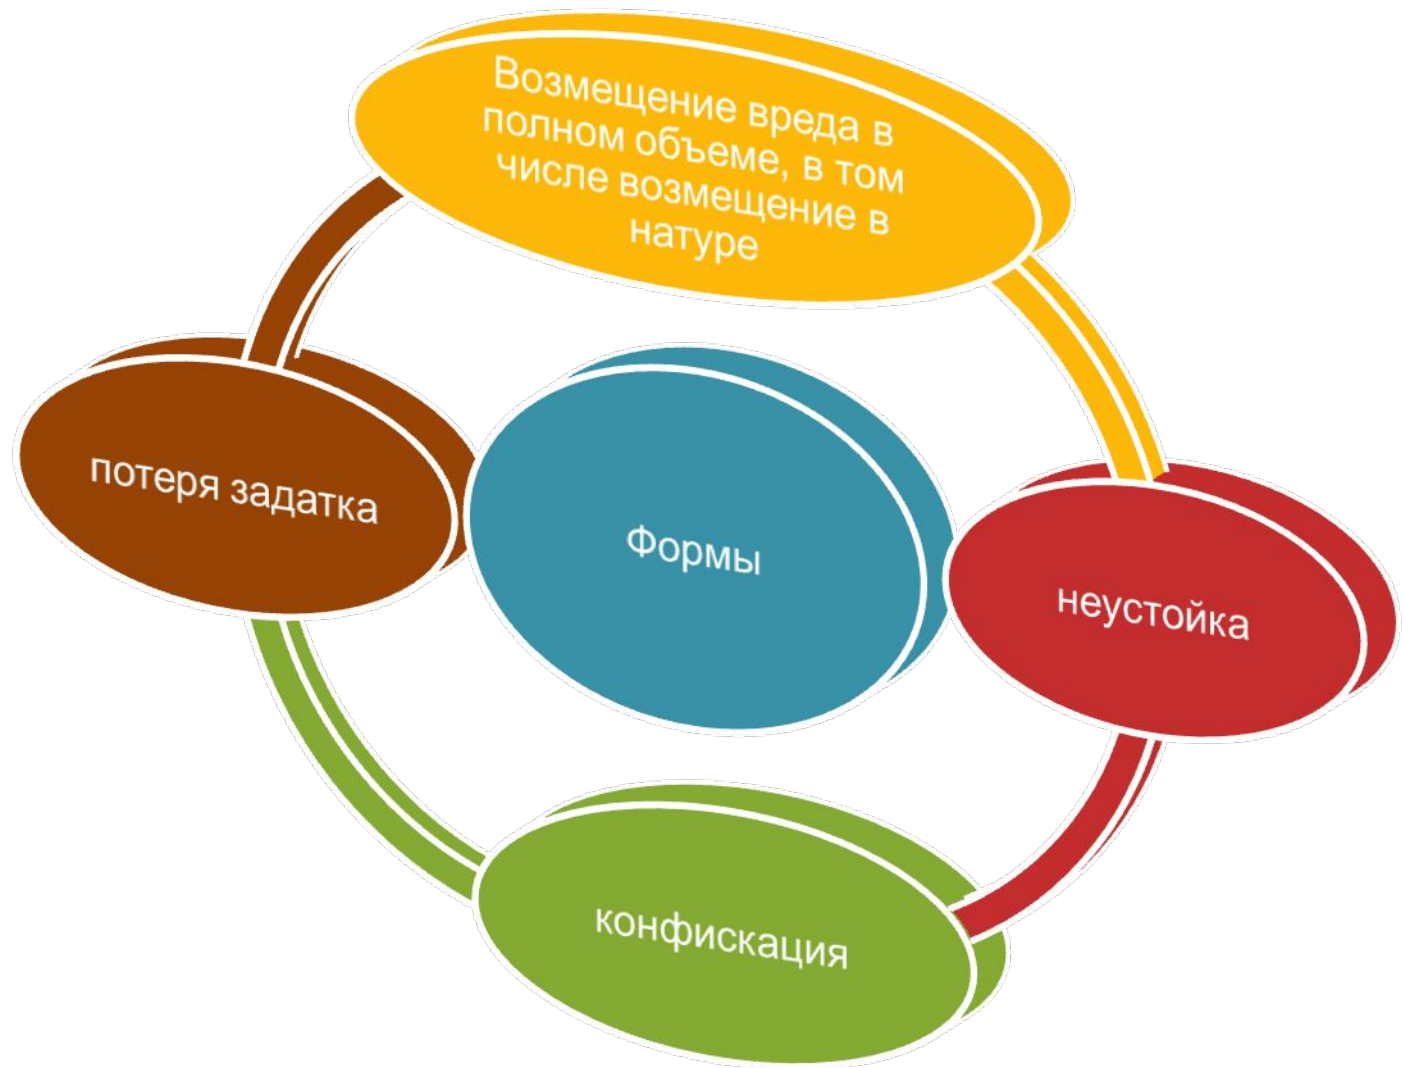 Возмещение вреда в
полном объеме, в том
числе возмещение в
натуре
потеря задатка
Формы
неустойка
конфискация